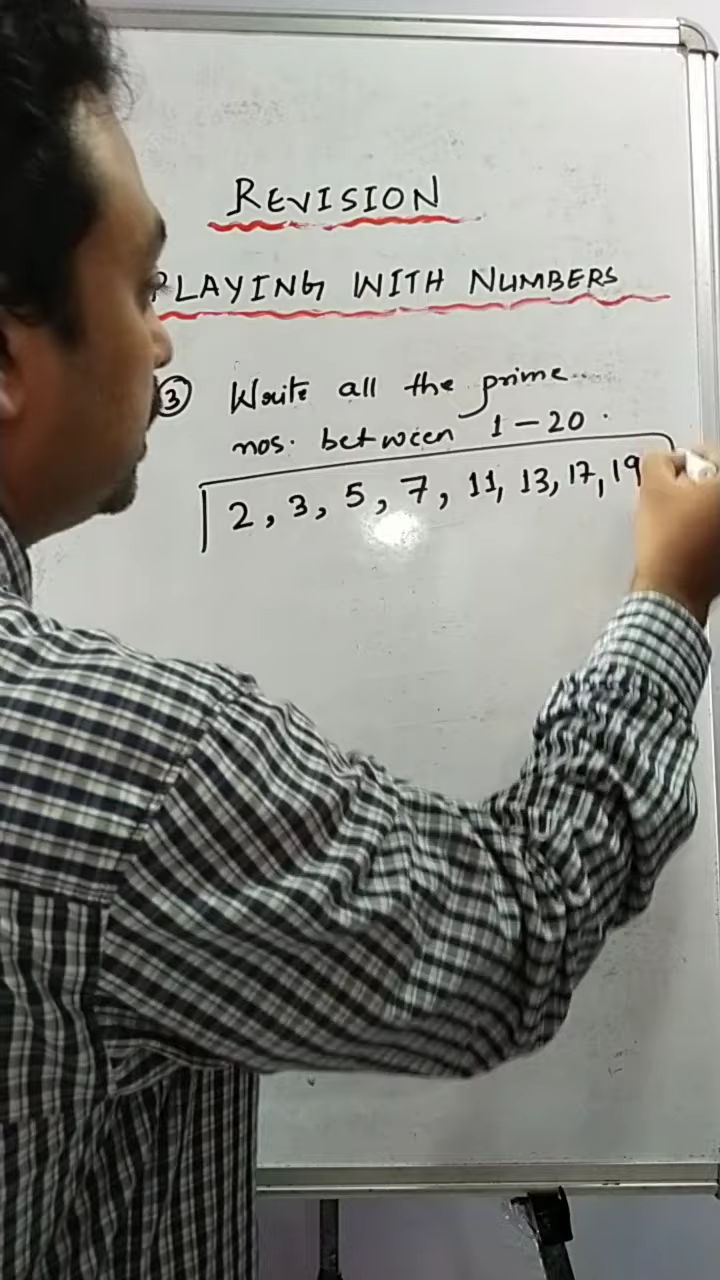 REVISION
PLAYING WITH NUMBERS
③ Write all the prime
nos. between 1 - 20.
2, 3, 5, 7, 11, 13, 17, 19